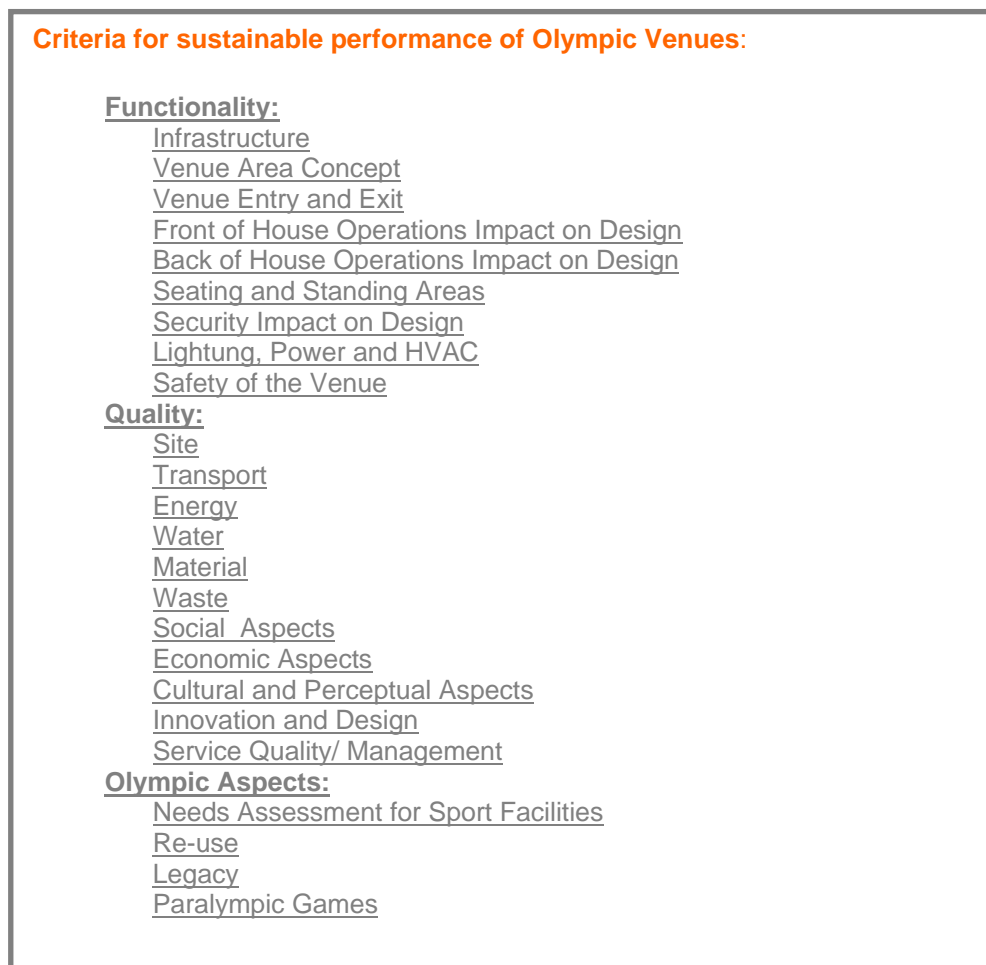 Criteria for sustainable performance of Olympic Venues:
Functionality:
Infrastructure
Venue Area Concept
Venue Entry and Exit
Front of House Operations Impact on Design
Back of House Operations Impact on Design
Seating and Standing Areas
Security Impact on Design
Lightung, Power and HVAC
Safety of the Venue
Quality:
Site
Transport
Energy
Water
Material
Waste
Social  Aspects
Economic Aspects
Cultural and Perceptual Aspects
Innovation and Design
Service Quality/ Management
Olympic Aspects:
Needs Assessment for Sport Facilities
Re-use
Legacy
Paralympic Games